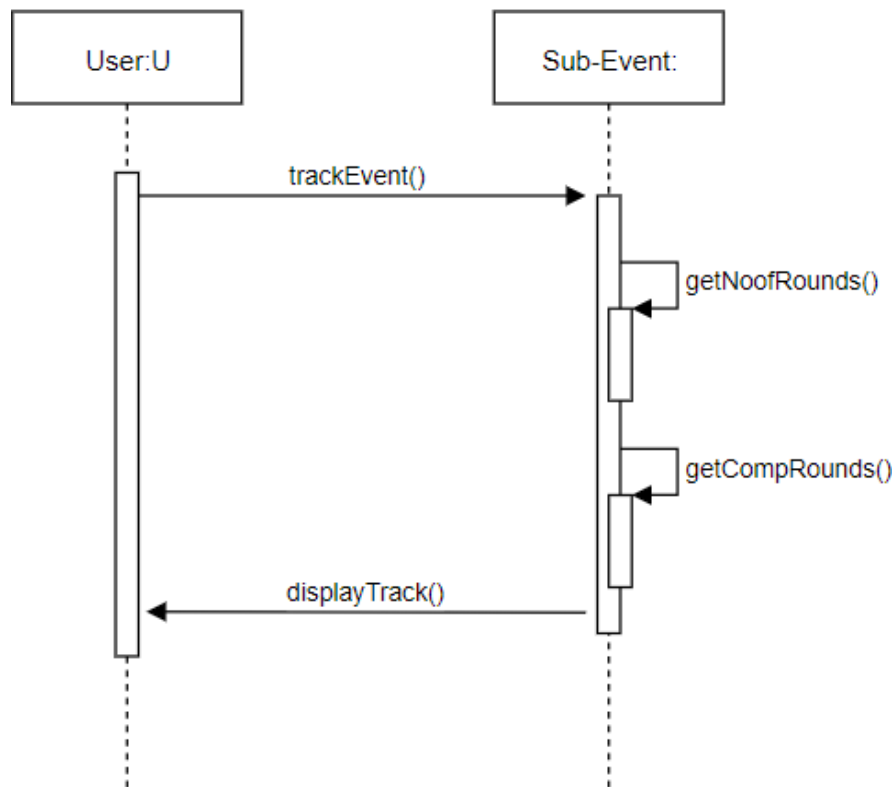 User:U
Sub-Event:
trackEvent()
getNoofRounds()
getCompRounds()
displayTrack()